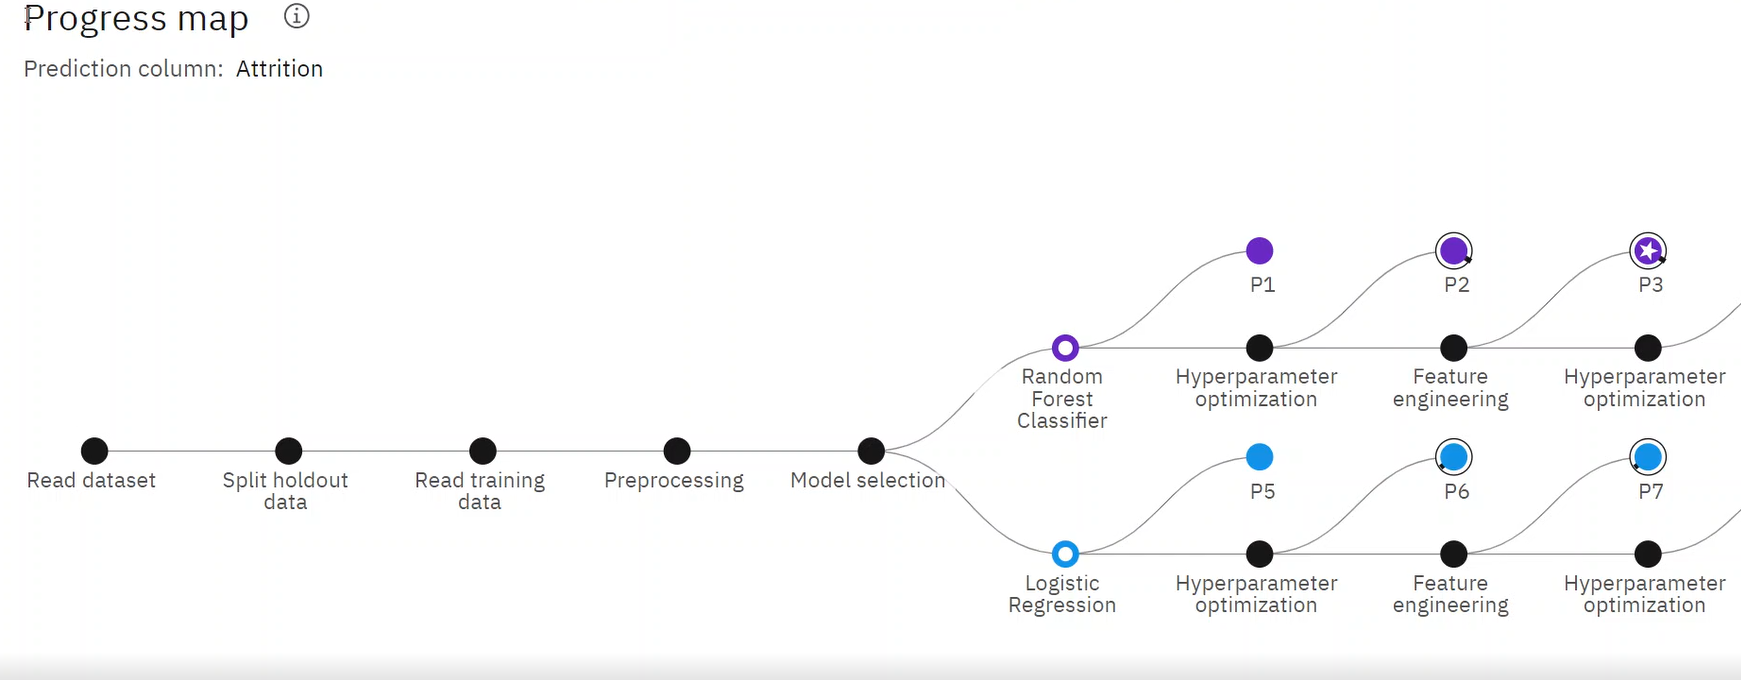 Progress map
Prediction column: Attrition
P1
P2
P3
Random
Forest
Classifier
Hyperparameter
optimization
Feature
engineering
Hyperparameter
optimization
Read dataset
Split holdout
data
Read training
data
Preprocessing
Model selection
P5
P6
P7
Logistic
Regression
Hyperparameter
optimization
Feature
engineering
Hyperparameter
optimization